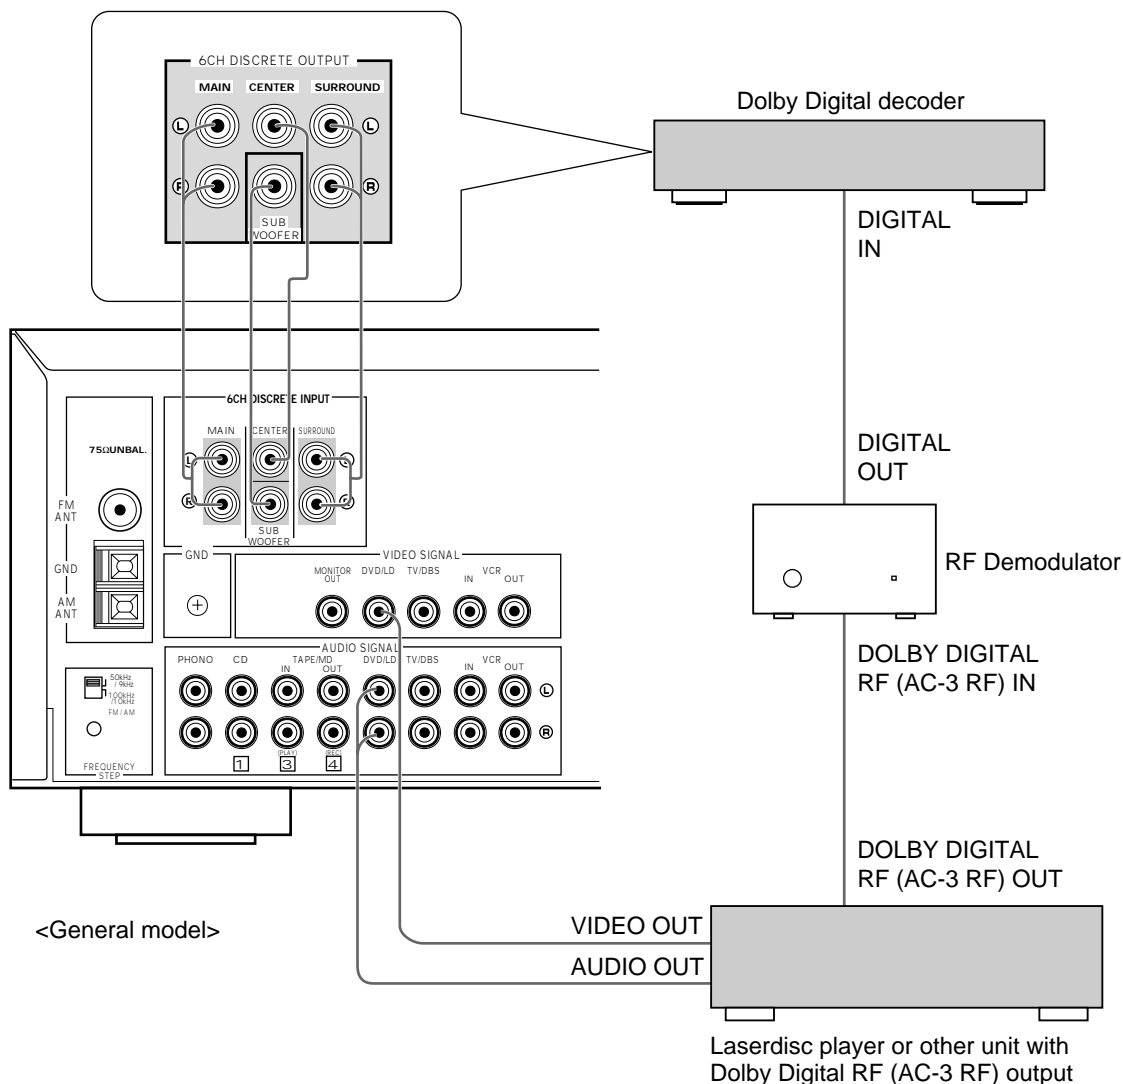 6CH DISCRETE OUTPUT
MAIN CENTER SURROUND
L L
R R
SUB
WOOFER
Dolby Digital decoder
DIGITAL
IN
DIGITAL
OUT
RF Demodulator
DOLBY DIGITAL
RF (AC-3 RF) IN
DOLBY DIGITAL
RF (AC-3 RF) OUT
6CH DISCRETE INPUT
MAIN CENTER SURROUND
L L
R R
SUB
WOOFER
75ΩUNBAL.
FM
ANT
GND
AM
ANT
GND
VIDEO SIGNAL
MONITOR
OUT
DVD/LD TV/DBS VCR
IN OUT
AUDIO SIGNAL
PHONO CD TAPE/MD DVD/LD TV/DBS VCR
IN OUT IN OUT
L
R
(PLAY) (REC)
1 3 4
50kHz
/ 9kHz
100kHz
/10kHz
FM / AM
FREQUENCY
STEP
<General model>
VIDEO OUT
AUDIO OUT
Laserdisc player or other unit with
Dolby Digital RF (AC-3 RF) output